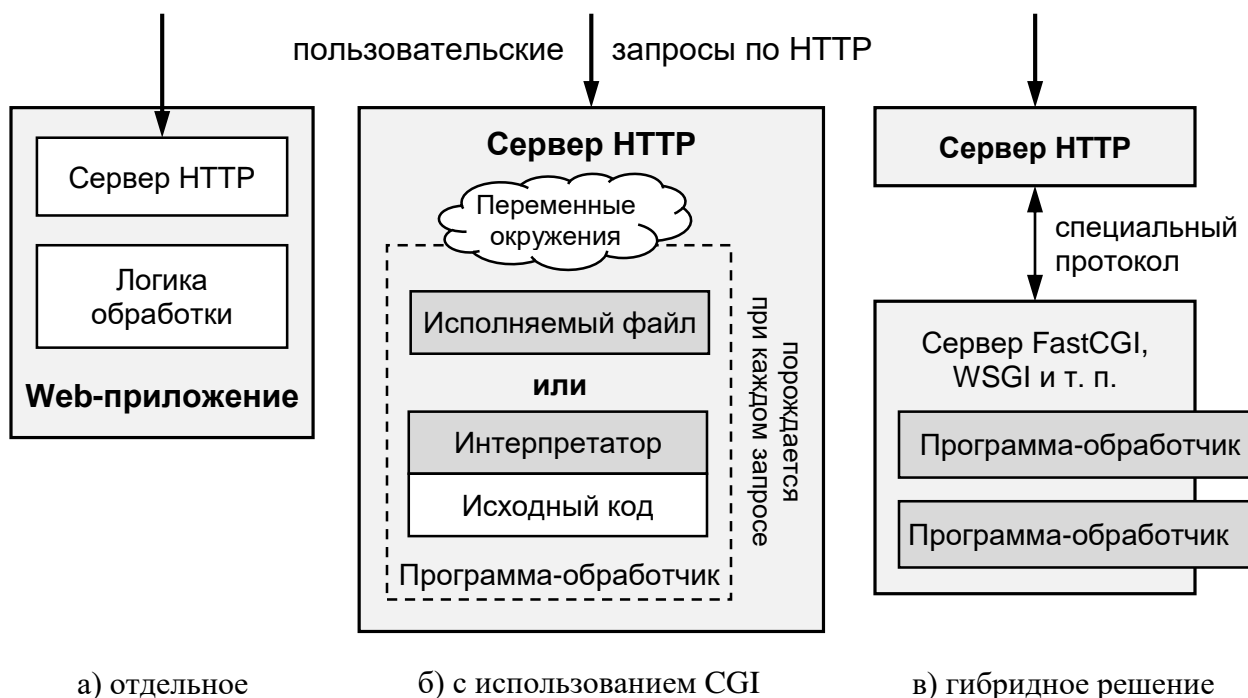 пользовательские запросы по HTTP
Сервер HTTP
Логика
обработки
Web-приложение
Сервер HTTP
Переменные
окружения
Исполняемый файл
или
Интерпретатор
Исходный код
Программа-обработчик
порождается
при каждом запросе
Сервер HTTP
специальный
протокол
Сервер FastCGI,
WSGI и т. п.
Программа-обработчик
Программа-обработчик
а) отдельное
б) с использованием CGI
в) гибридное решение